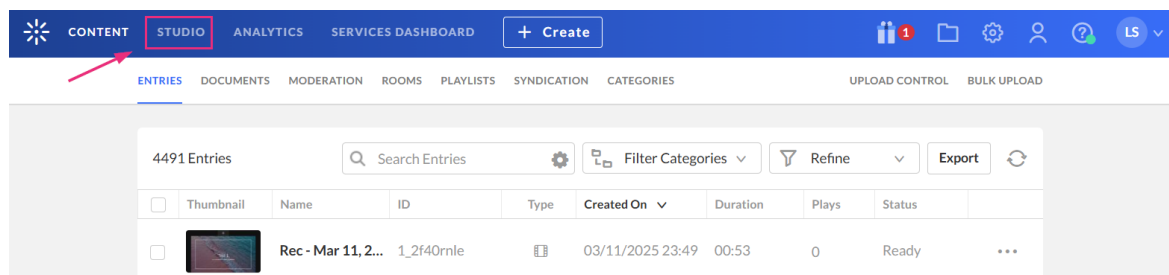 CONTENT STUDIO ANALYTICS SERVICES DASHBOARD + Create 1 LS
ENTRIES DOCUMENTS MODERATION ROOMS PLAYLISTS SYNDICATION CATEGORIES UPLOAD CONTROL BULK UPLOAD
4491 Entries Search Entries Filter Categories Refine Export
Thumbnail Name ID Type Created On Duration Plays Status
Rec - Mar 11, 2... 1_2f40rnle 03/11/2025 23:49 00:53 0 Ready